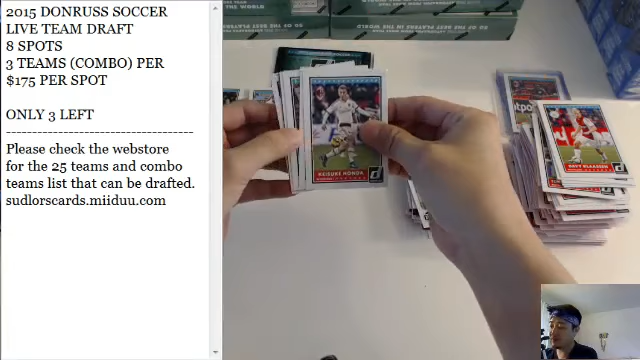 2015 DONRUSS SOCCER
LIVE TEAM DRAFT
8 SPOTS
3 TEAMS (COMBO) PER
$175 PER SPOT
ONLY 3 LEFT
------------------------------------
Please check the webstore
for the 25 teams and combo
teams list that can be drafted.
sudlorscards.miiduu.com
KEISUKE HONDA
DAVY KLAASSEN